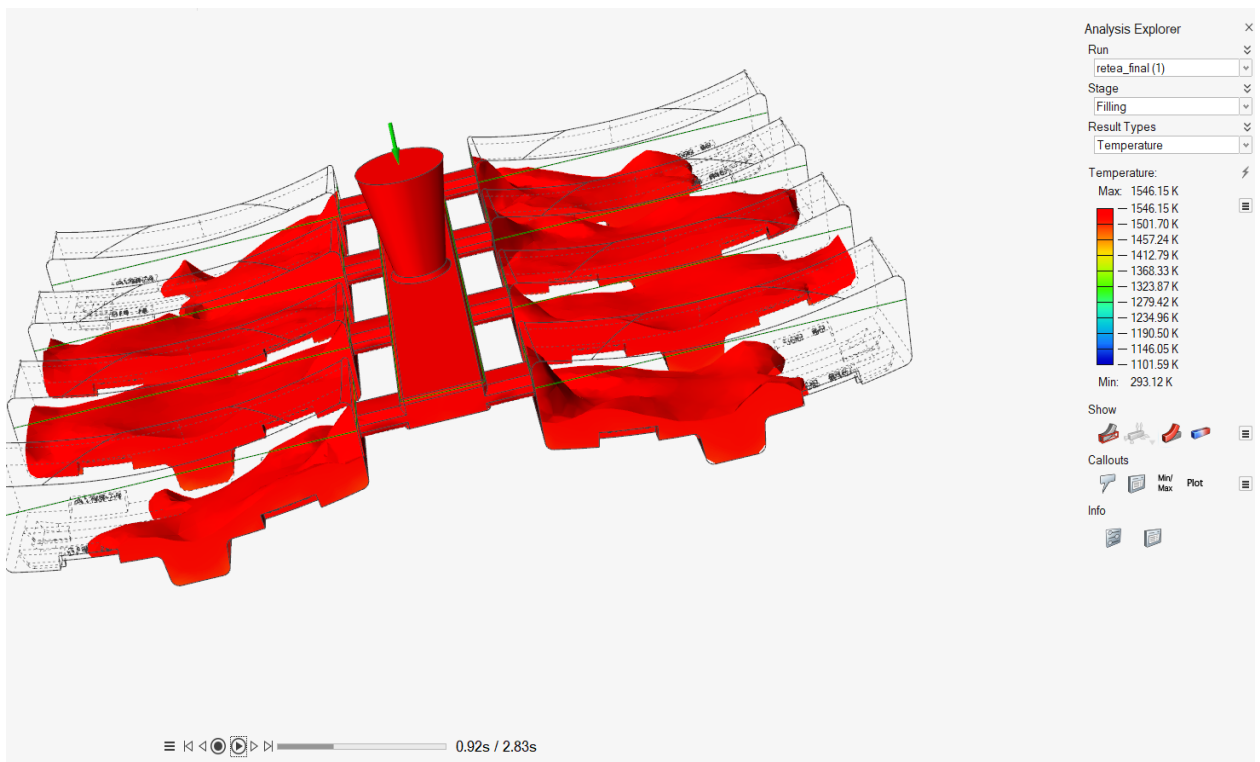 Analysis Explorer
Run
retea_final (1)
Stage
Filling
Result Types
Temperature
Temperature:
Max: 1546.15 K
1546.15 K
1501.70 K
1457.24 K
1412.79 K
1368.33 K
1323.87 K
1279.42 K
1234.96 K
1190.50 K
1146.05 K
1101.59 K
Min: 293.12 K
Show
Callouts
Min/
Max
Plot
Info
0.92s / 2.83s